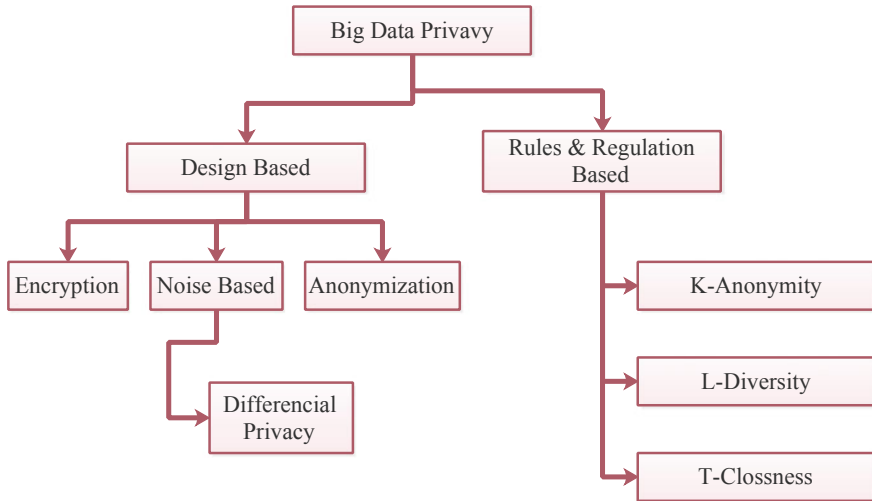 Big Data Privavy
Design Based
Rules & Regulation
Based
Encryption
Noise Based
Anonymization
K-Anonymity
L-Diversity
Differencial
Privacy
T-Clossness